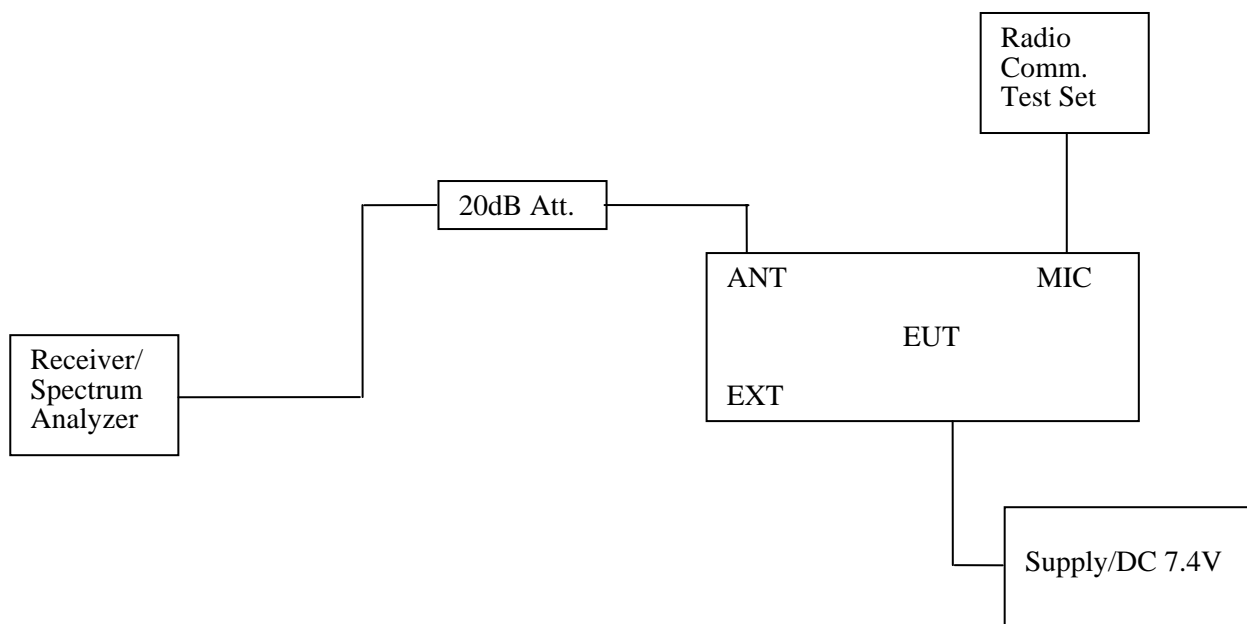 Radio
Comm.
Test Set
20dB Att.
ANT
MIC
EUT
Receiver/
Spectrum
Analyzer
EXT
Supply/DC 7.4V